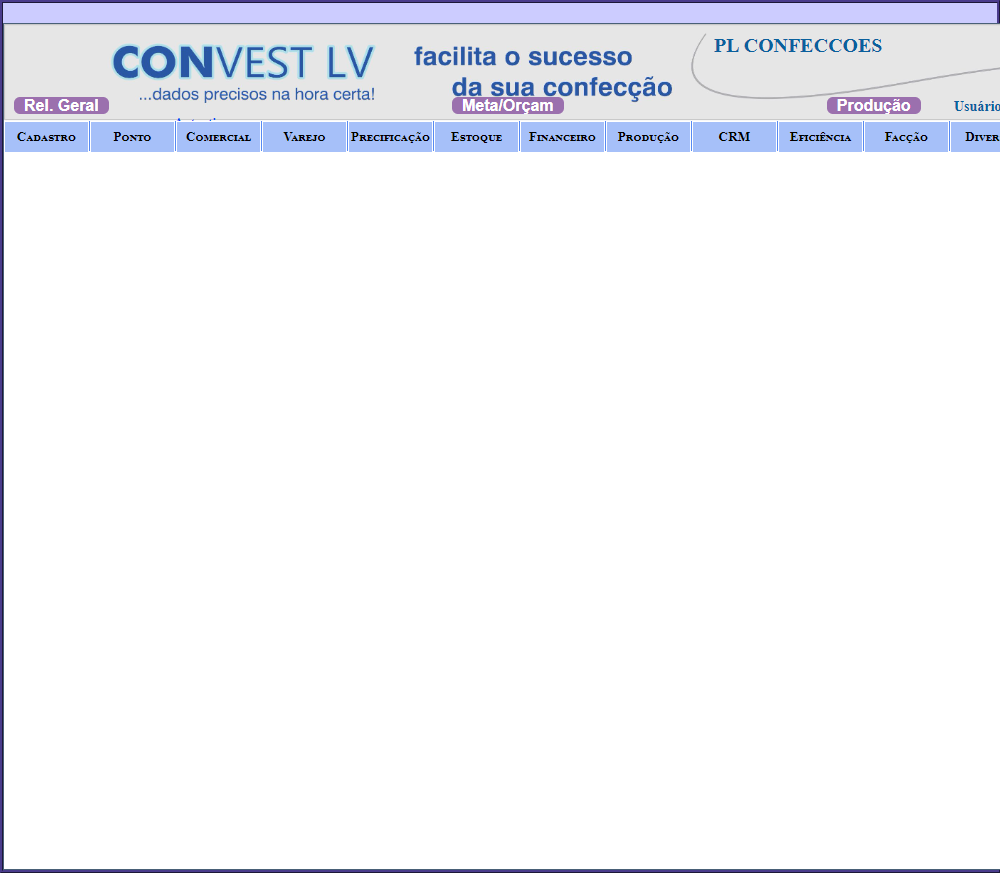 CONVEST LV
...dados precisos na hora certa!
facilita o sucesso
da sua confecção
PL CONFECCOES
Rel. Geral
Meta/Orçam
Produção
Usuário
Cadastro
Ponto
Comercial
Varejo
Precificação
Estoque
Financeiro
Produção
CRM
Eficiência
Facção